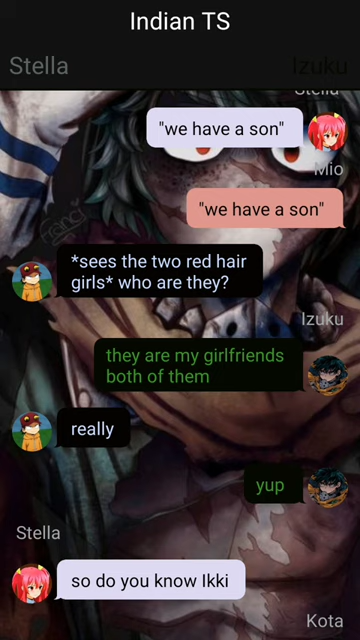 Indian TS
Stella
Izuku
Stella
"we have a son"
Mio
"we have a son"
Franci
*sees the two red hair
girls* who are they?
Izuku
they are my girlfriends
both of them
really
yup
Stella
so do you know Ikki
Kota